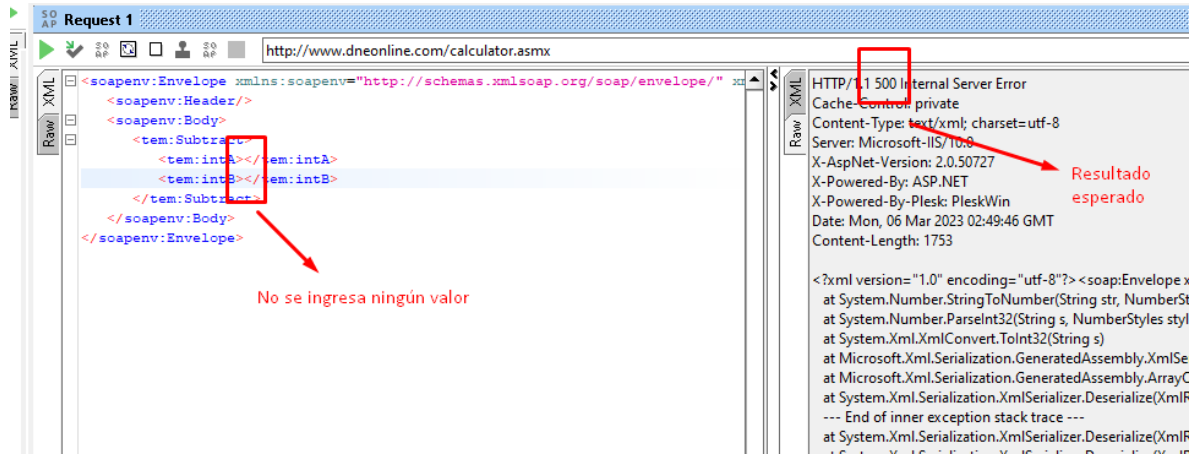 SO
AP Request 1
XML
Raw
SO
AP
SO
AP
http://www.dneonline.com/calculator.asmx
XML
Raw
<soapenv:Envelope xmlns:soapenv="http://schemas.xmlsoap.org/soap/envelope/"
<soapenv:Header/>
<soapenv:Body>
<tem:Subtract>
<tem:intA></tem:intA>
<tem:intB></tem:intB>
</tem:Subtract>
</soapenv:Body>
</soapenv:Envelope>
No se ingresa ningún valor
XML
Raw
HTTP/1.1 500 Internal Server Error
Cache-Control: private
Content-Type: text/xml; charset=utf-8
Server: Microsoft-IIS/10.0
X-AspNet-Version: 2.0.50727
X-Powered-By: ASP.NET
X-Powered-By-Plesk: PleskWin
Date: Mon, 06 Mar 2023 02:49:46 GMT
Content-Length: 1753
Resultado
esperado
<?xml version="1.0" encoding="utf-8"?><soap:Envelope x
at System.Number.StringToNumber(String str, NumberSt
at System.Number.ParseInt32(String s, NumberStyles styl
at System.Xml.XmlConvert.ToInt32(String s)
at Microsoft.Xml.Serialization.GeneratedAssembly.XmlSe
at Microsoft.Xml.Serialization.GeneratedAssembly.ArrayO
at System.Xml.Serialization.XmlSerializer.Deserialize(XmlR
--- End of inner exception stack trace ---
at System.Xml.Serialization.XmlSerializer.Deserialize(XmlR